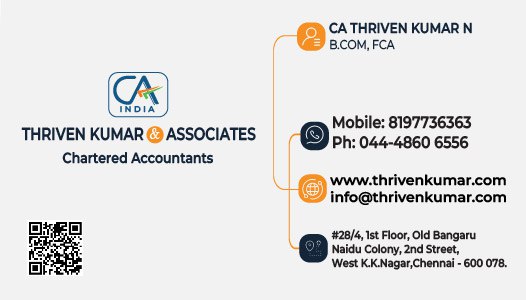 CA
INDIA
THRIVEN KUMAR & ASSOCIATES
Chartered Accountants
CA THRIVEN KUMAR N
B.COM, FCA
Mobile: 8197736363
Ph: 044-4860 6556
www.thrivenkumar.com
info@thrivenkumar.com
#28/4, 1st Floor, Old Bangaru
Naidu Colony, 2nd Street,
West K.K.Nagar,Chennai - 600 078.